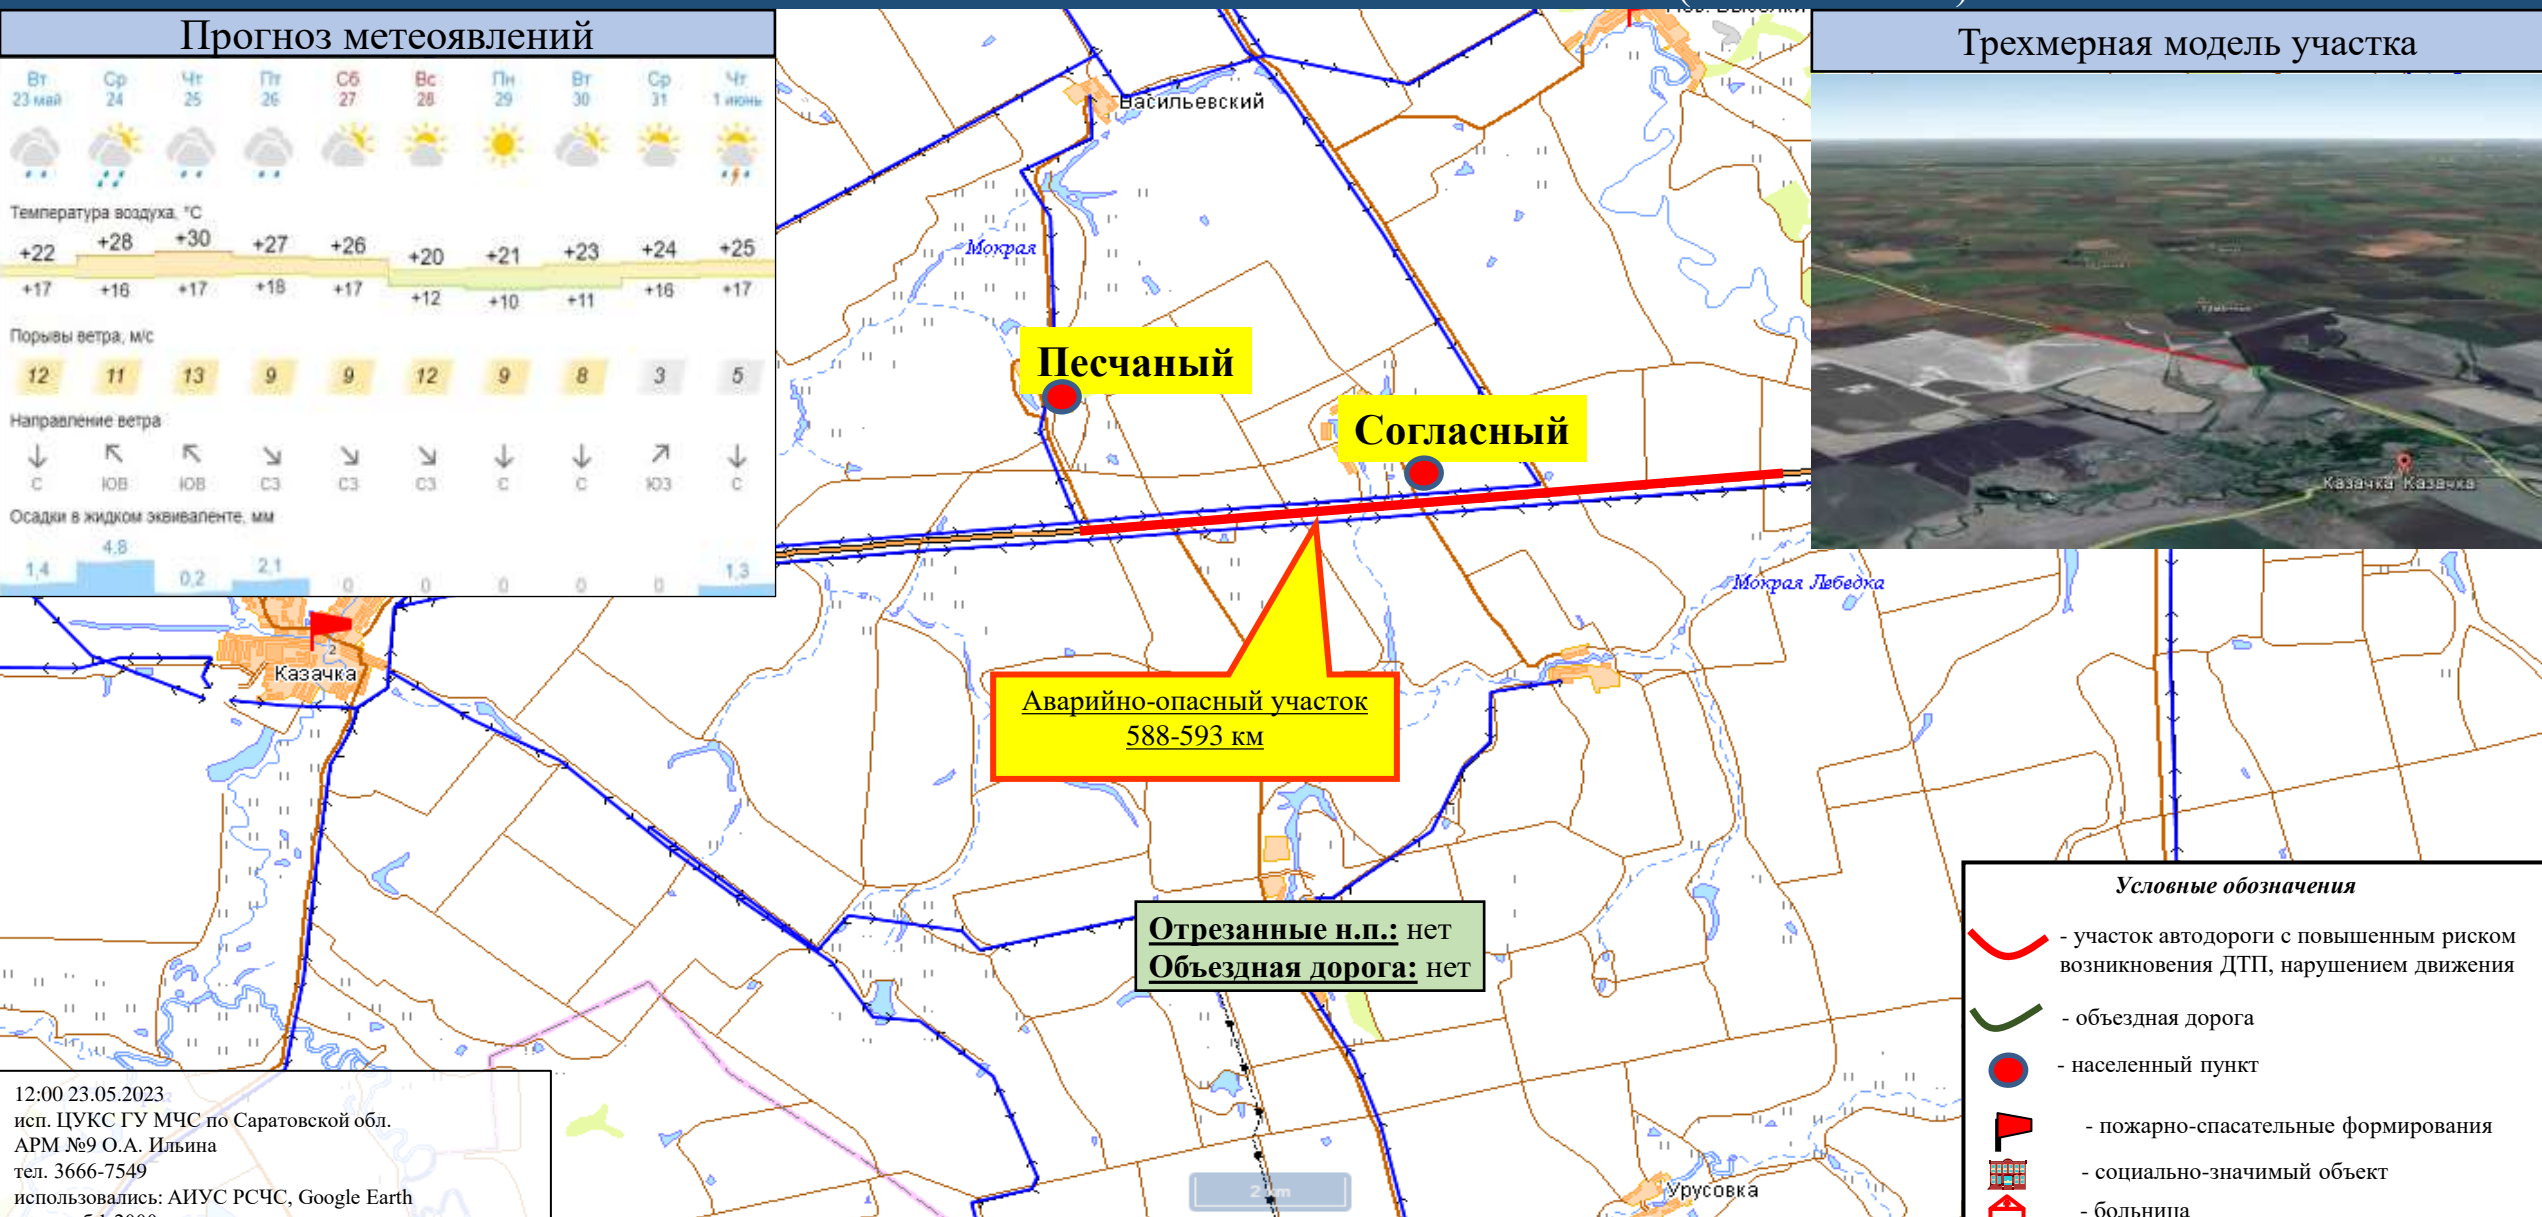 Прогноз метеоявлений
Вт Ср Чт Пт Сб Вс Пн Вт Ср Чт
23 май 24 25 26 27 28 29 30 31 1 июнь
Температура воздуха, °C
+22 +28 +30 +27 +26 +20 +21 +23 +24 +25
+17 +16 +17 +18 +17 +12 +10 +11 +16 +17
Порывы ветра, м/с
12 11 13 9 9 12 9 8 3 5
Направление ветра
С ЮВ ЮВ СЗ СЗ СЗ С С ЮЗ С
Осадки в жидком эквиваленте, мм
1,4 4,8 0,2 2,1 0 0 0 0 0 1,3
Трехмерная модель участка
Казачка Казачка
Васильевский
Мокрая
Песчаный
Согласный
Мокрая Лебедка
2
Казачка
Аварийно-опасный участок
588-593 км
Отрезанные н.п.: нет
Объездная дорога: нет
Урусовка
2 km
12:00 23.05.2023
исп. ЦУКС ГУ МЧС по Саратовской обл.
АРМ №9 О.А. Ильина
тел. 3666-7549
использовались: АИУС РСЧС, Google Earth
Условные обозначения
- участок автодороги с повышенным риском
возникновения ДТП, нарушением движения
- объездная дорога
- населенный пункт
- пожарно-спасательные формирования
- социально-значимый объект
- больница